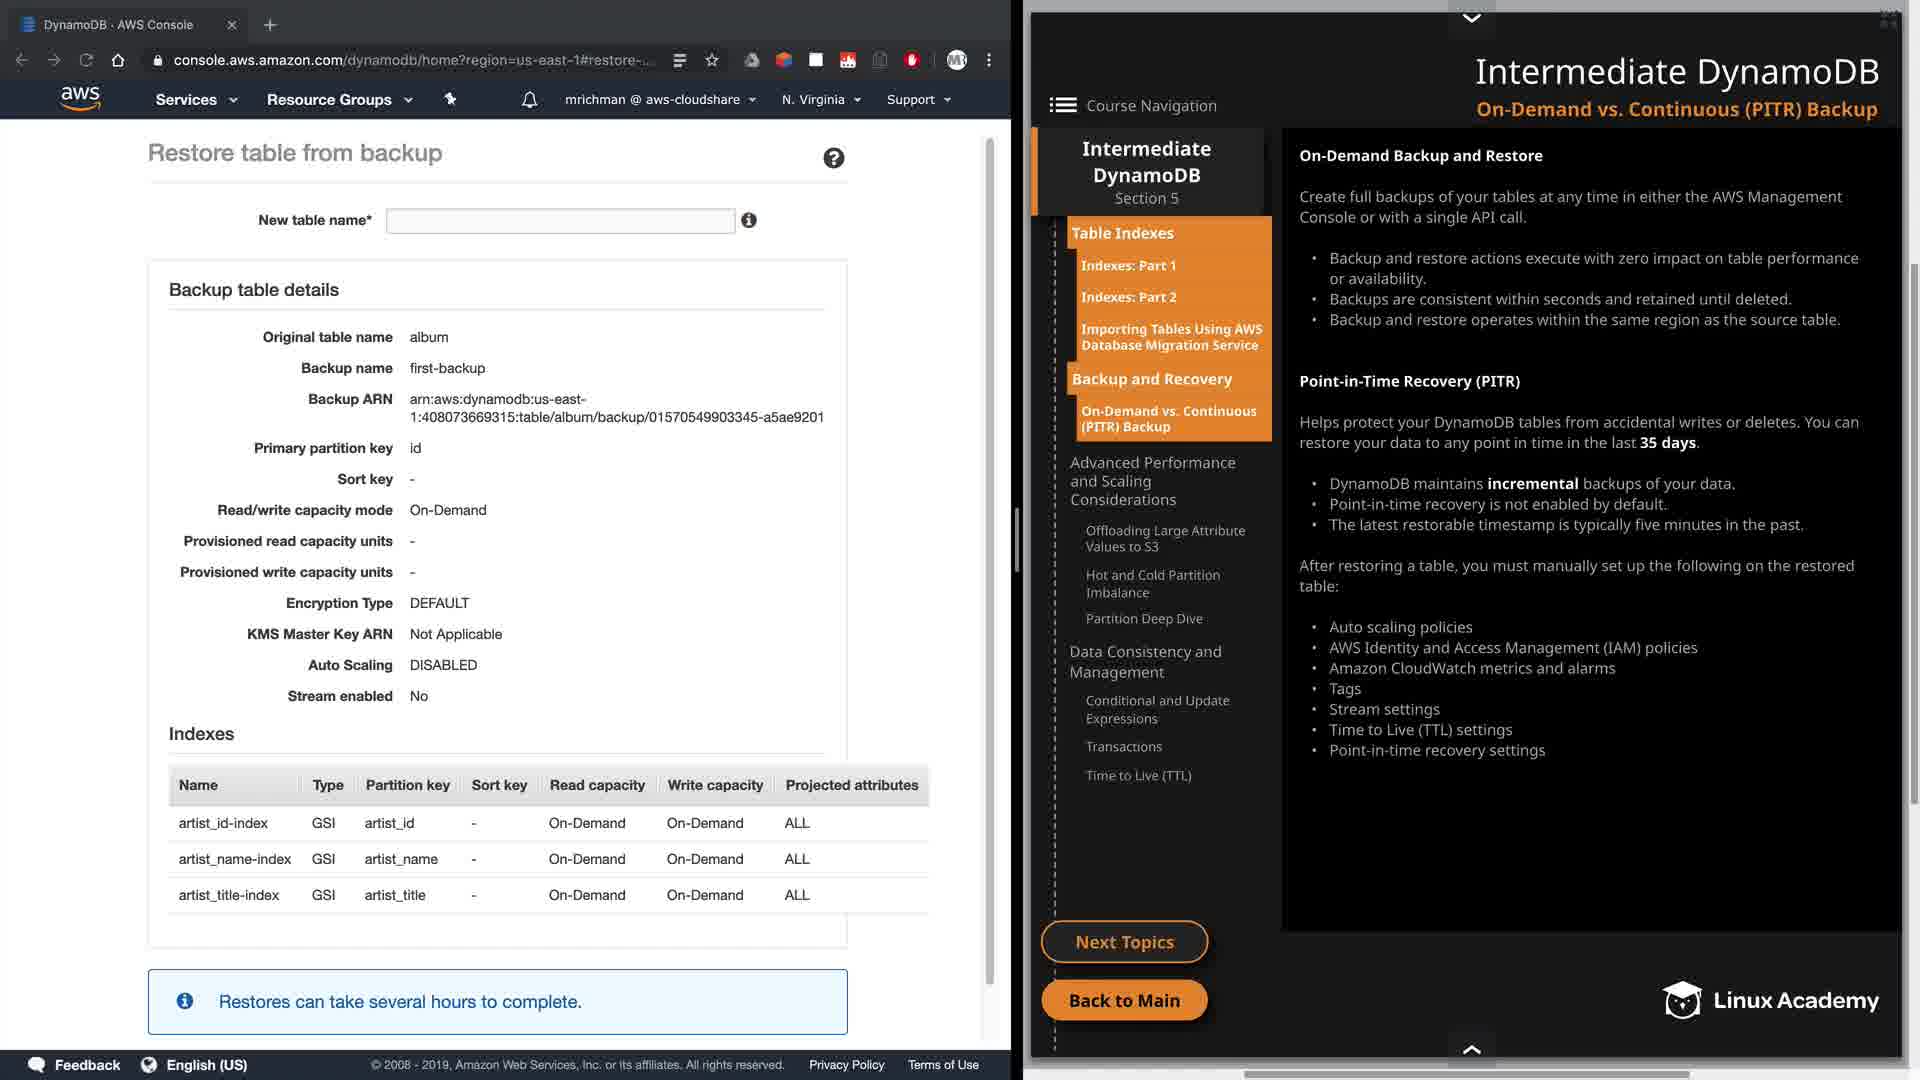 DynamoDB - AWS Console
console.aws.amazon.com/dynamodb/home?region=us-east-1#restore-...
aws
Services
Resource Groups
mrichman @ aws-cloudshare
N. Virginia
Support
Restore table from backup
New table name*
Backup table details
Original table name album
Backup name first-backup
Backup ARN arn:aws:dynamodb:us-east-
1:408073669315:table/album/backup/01570549903345-a5ae9201
Primary partition key id
Sort key -
Read/write capacity mode On-Demand
Provisioned read capacity units -
Provisioned write capacity units -
Encryption Type DEFAULT
KMS Master Key ARN Not Applicable
Auto Scaling DISABLED
Stream enabled No
Indexes
Name Type Partition key Sort key Read capacity Write capacity Projected attributes
artist_id-index GSI artist_id - On-Demand On-Demand ALL
artist_name-index GSI artist_name - On-Demand On-Demand ALL
artist_title-index GSI artist_title - On-Demand On-Demand ALL
Restores can take several hours to complete.
Feedback
English (US)
© 2008 - 2019, Amazon Web Services, Inc. or its affiliates. All rights reserved.
Privacy Policy
Terms of Use
Intermediate DynamoDB
On-Demand vs. Continuous (PITR) Backup
Course Navigation
Intermediate
DynamoDB
Section 5
Table Indexes
Indexes: Part 1
Indexes: Part 2
Importing Tables Using AWS
Database Migration Service
Backup and Recovery
On-Demand vs. Continuous
(PITR) Backup
Advanced Performance
and Scaling
Considerations
Offloading Large Attribute
Values to S3
Hot and Cold Partition
Imbalance
Partition Deep Dive
Data Consistency and
Management
Conditional and Update
Expressions
Transactions
Time to Live (TTL)
Next Topics
Back to Main
On-Demand Backup and Restore
Create full backups of your tables at any time in either the AWS Management
Console or with a single API call.
• Backup and restore actions execute with zero impact on table performance
or availability.
• Backups are consistent within seconds and retained until deleted.
• Backup and restore operates within the same region as the source table.
Point-in-Time Recovery (PITR)
Helps protect your DynamoDB tables from accidental writes or deletes. You can
restore your data to any point in time in the last 35 days.
• DynamoDB maintains incremental backups of your data.
• Point-in-time recovery is not enabled by default.
• The latest restorable timestamp is typically five minutes in the past.
After restoring a table, you must manually set up the following on the restored
table:
• Auto scaling policies
• AWS Identity and Access Management (IAM) policies
• Amazon CloudWatch metrics and alarms
• Tags
• Stream settings
• Time to Live (TTL) settings
• Point-in-time recovery settings
Linux Academy